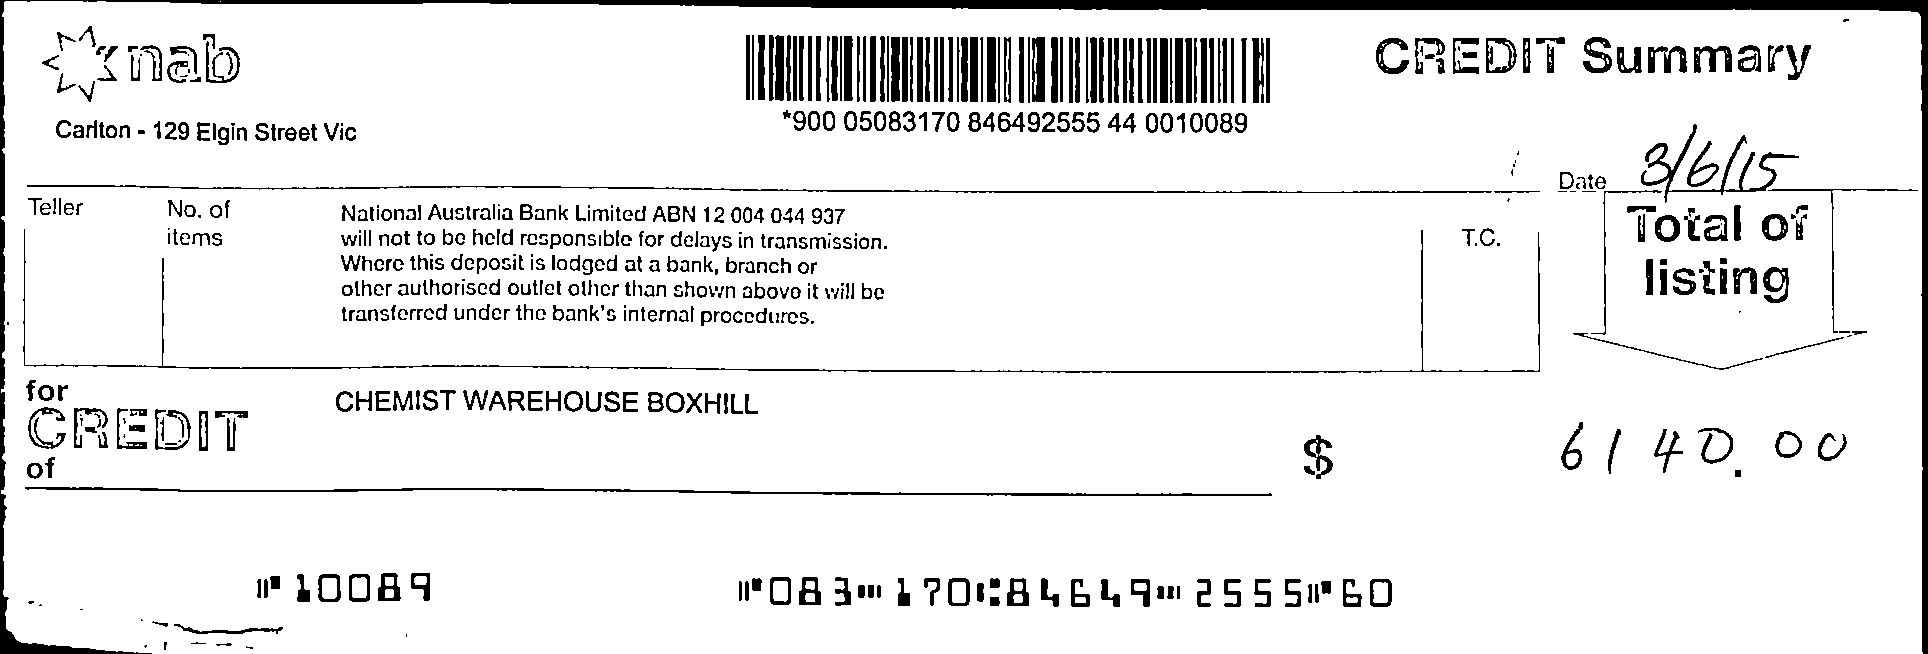 nab
CREDIT Summary
*900 05083170 846492555 44 0010089
Carlton - 129 Elgin Street Vic
Date 3/6/15
Teller
No. of
items
National Australia Bank Limited ABN 12 004 044 937
will not to be held responsible for delays in transmission.
Where this deposit is lodged at a bank, branch or
other authorised outlet other than shown above it will be
transferred under the bank's internal procedures.
T.C.
Total of
listing
for
CREDIT
of
CHEMIST WAREHOUSE BOXHILL
$ 6140.00
⑈10089 ⑈083⑉170⑆84649⑉2555⑈60